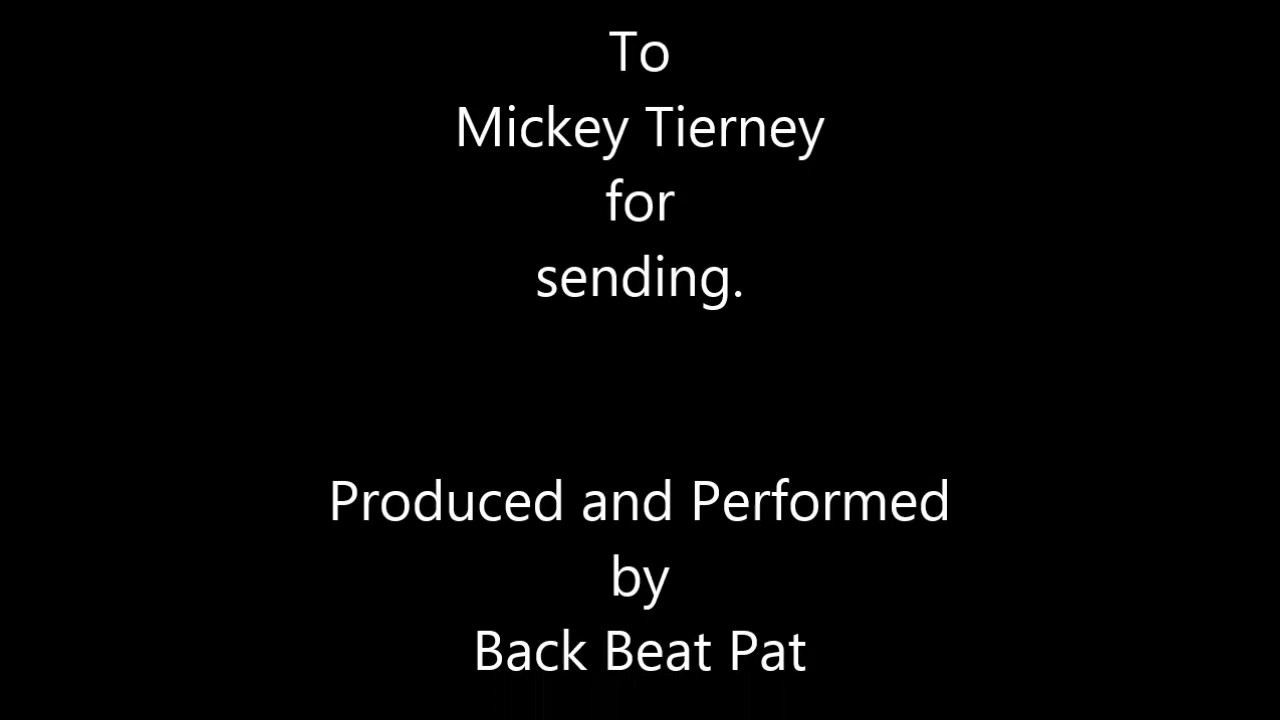 To
Mickey Tierney
for
sending.
Produced and Performed
by
Back Beat Pat